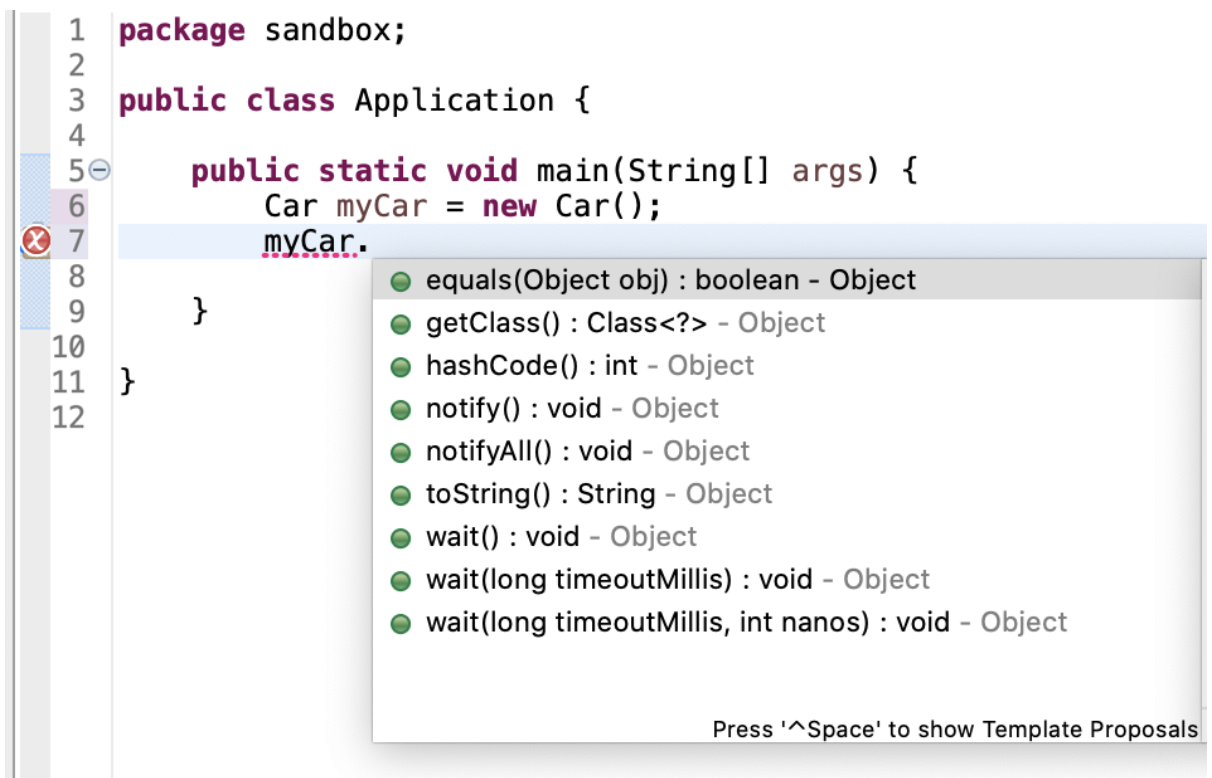 1 package sandbox;
2
3 public class Application {
4
5 public static void main(String[] args) {
6 Car myCar = new Car();
7 myCar.
equals(Object obj) : boolean - Object
getClass() : Class<?> - Object
hashCode() : int - Object
notify() : void - Object
notifyAll() : void - Object
toString() : String - Object
wait() : void - Object
wait(long timeoutMillis) : void - Object
wait(long timeoutMillis, int nanos) : void - Object
Press '^Space' to show Template Proposals
8
9 }
10
11 }
12